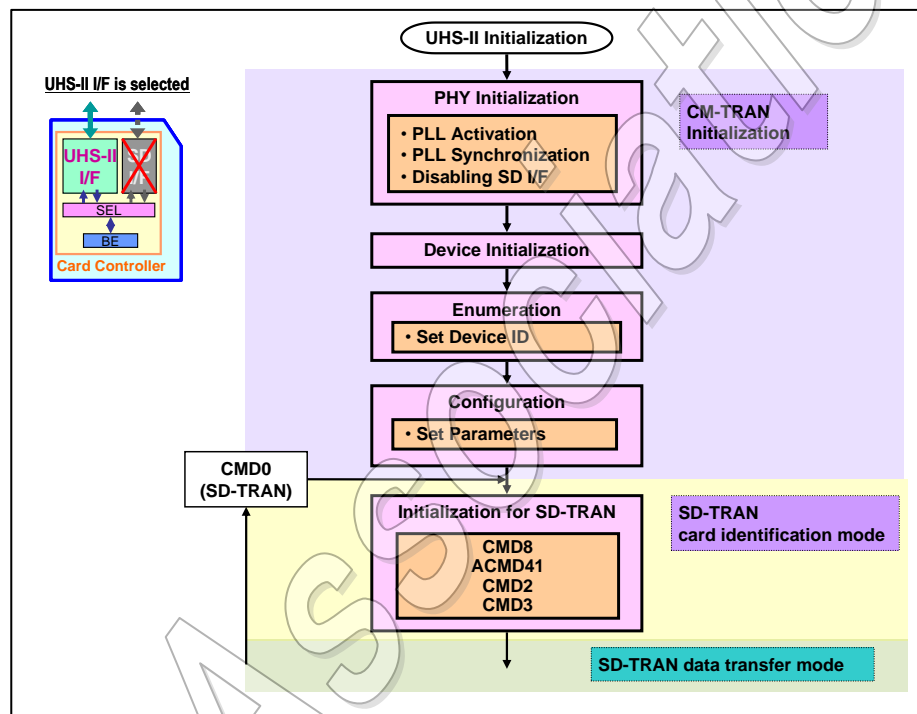 UHS-II Initialization
UHS-II I/F is selected
UHS-II
I/F
SD
I/F
SEL
BE
Card Controller
PHY Initialization
• PLL Activation
• PLL Synchronization
• Disabling SD I/F
CM-TRAN
Initialization
Device Initialization
Enumeration
• Set Device ID
Configuration
• Set Parameters
CMD0
(SD-TRAN)
Initialization for SD-TRAN
CMD8
ACMD41
CMD2
CMD3
SD-TRAN
card identification mode
SD-TRAN data transfer mode
Association